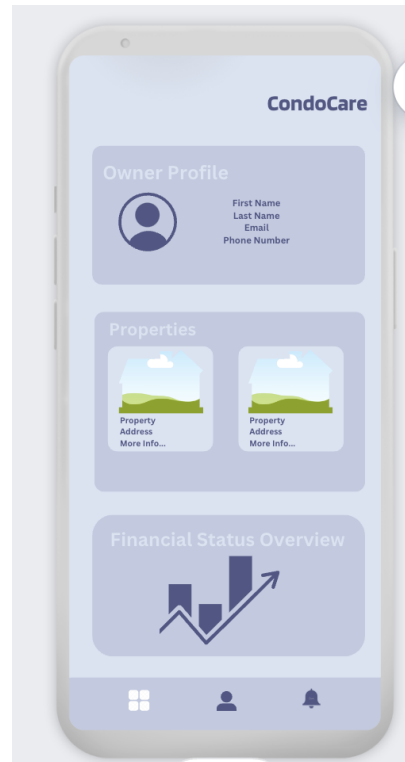 CondoCare
Owner Profile
First Name
Last Name
Email
Phone Number
Properties
Property
Address
More Info...
Property
Address
More Info...
Financial Status Overview